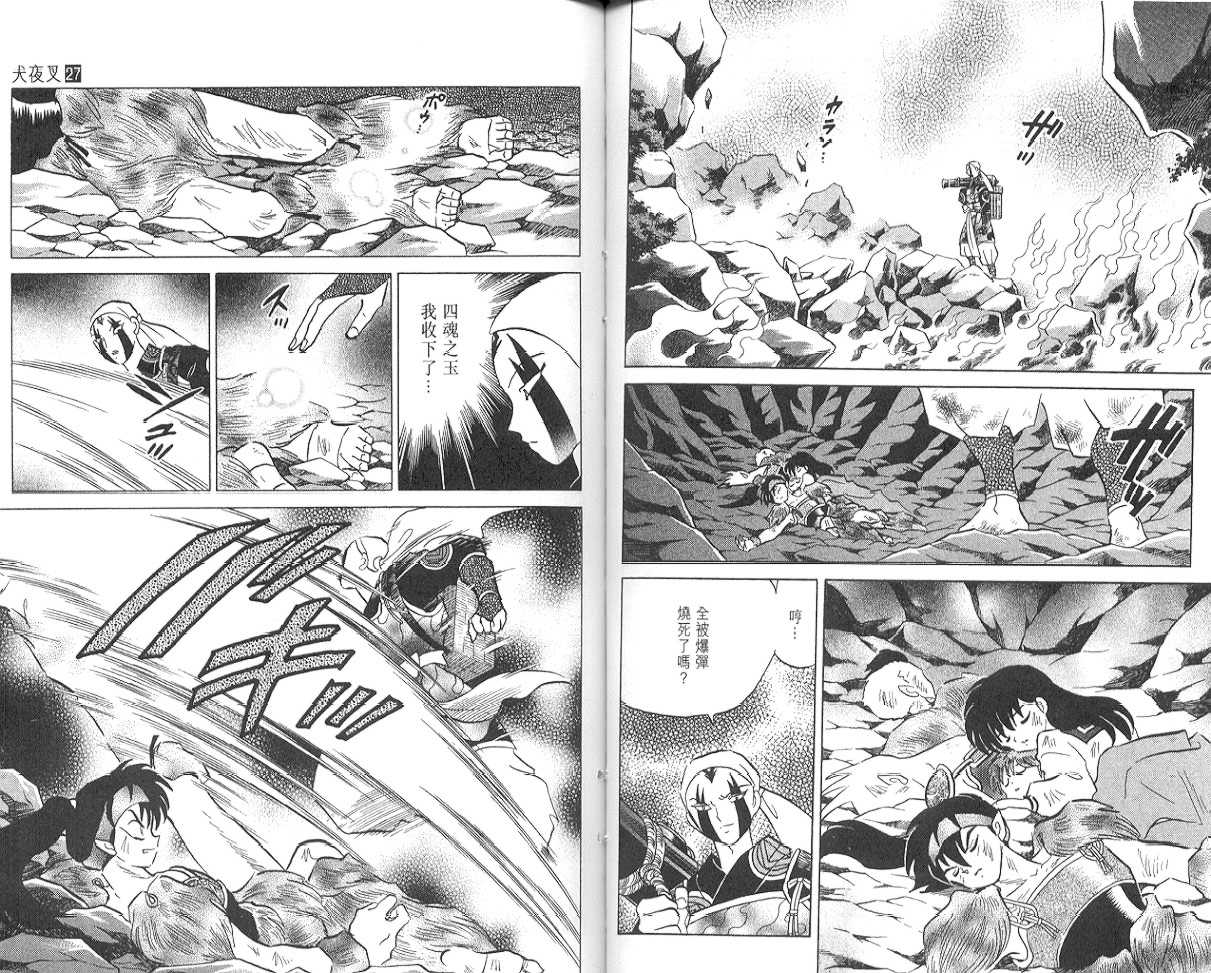 カラン…
ザッ
ザッ
哼…
全被爆彈
燒死了嗎？
犬夜叉27
ポゥ…
四魂之玉
我收下了…
スッ
バキッ